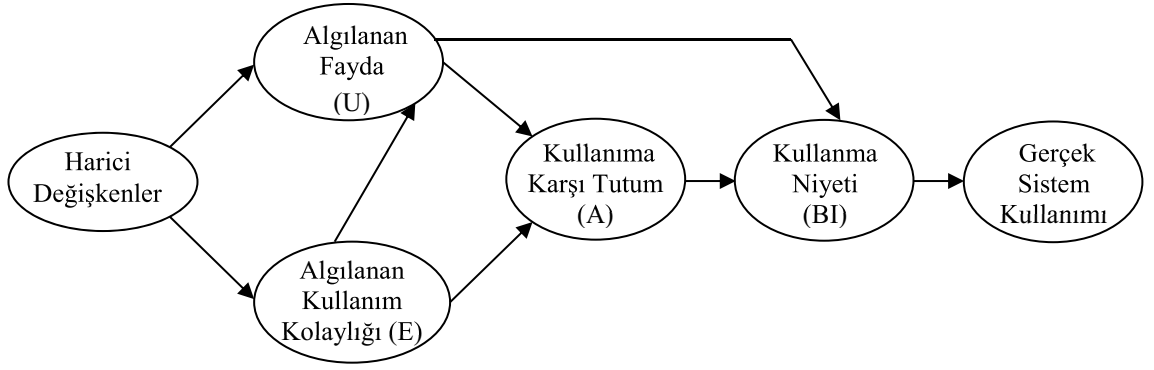 Algılanan
Fayda
(U)
Harici
Değişkenler
Algılanan
Kullanım
Kolaylığı (E)
Kullanıma
Karşı Tutum
(A)
Kullanma
Niyeti
(BI)
Gerçek
Sistem
Kullanımı